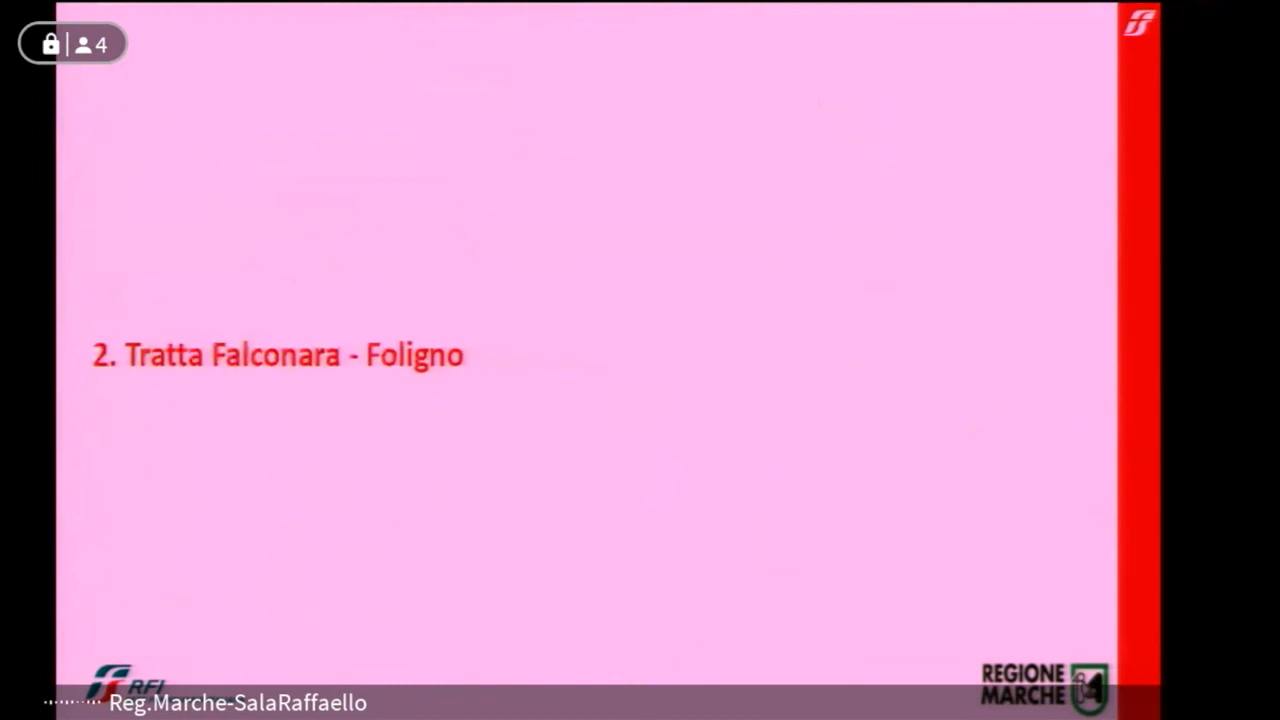 4
2. Tratta Falconara - Foligno
RFI
REGIONE
MARCHE
Reg.Marche-SalaRaffaello